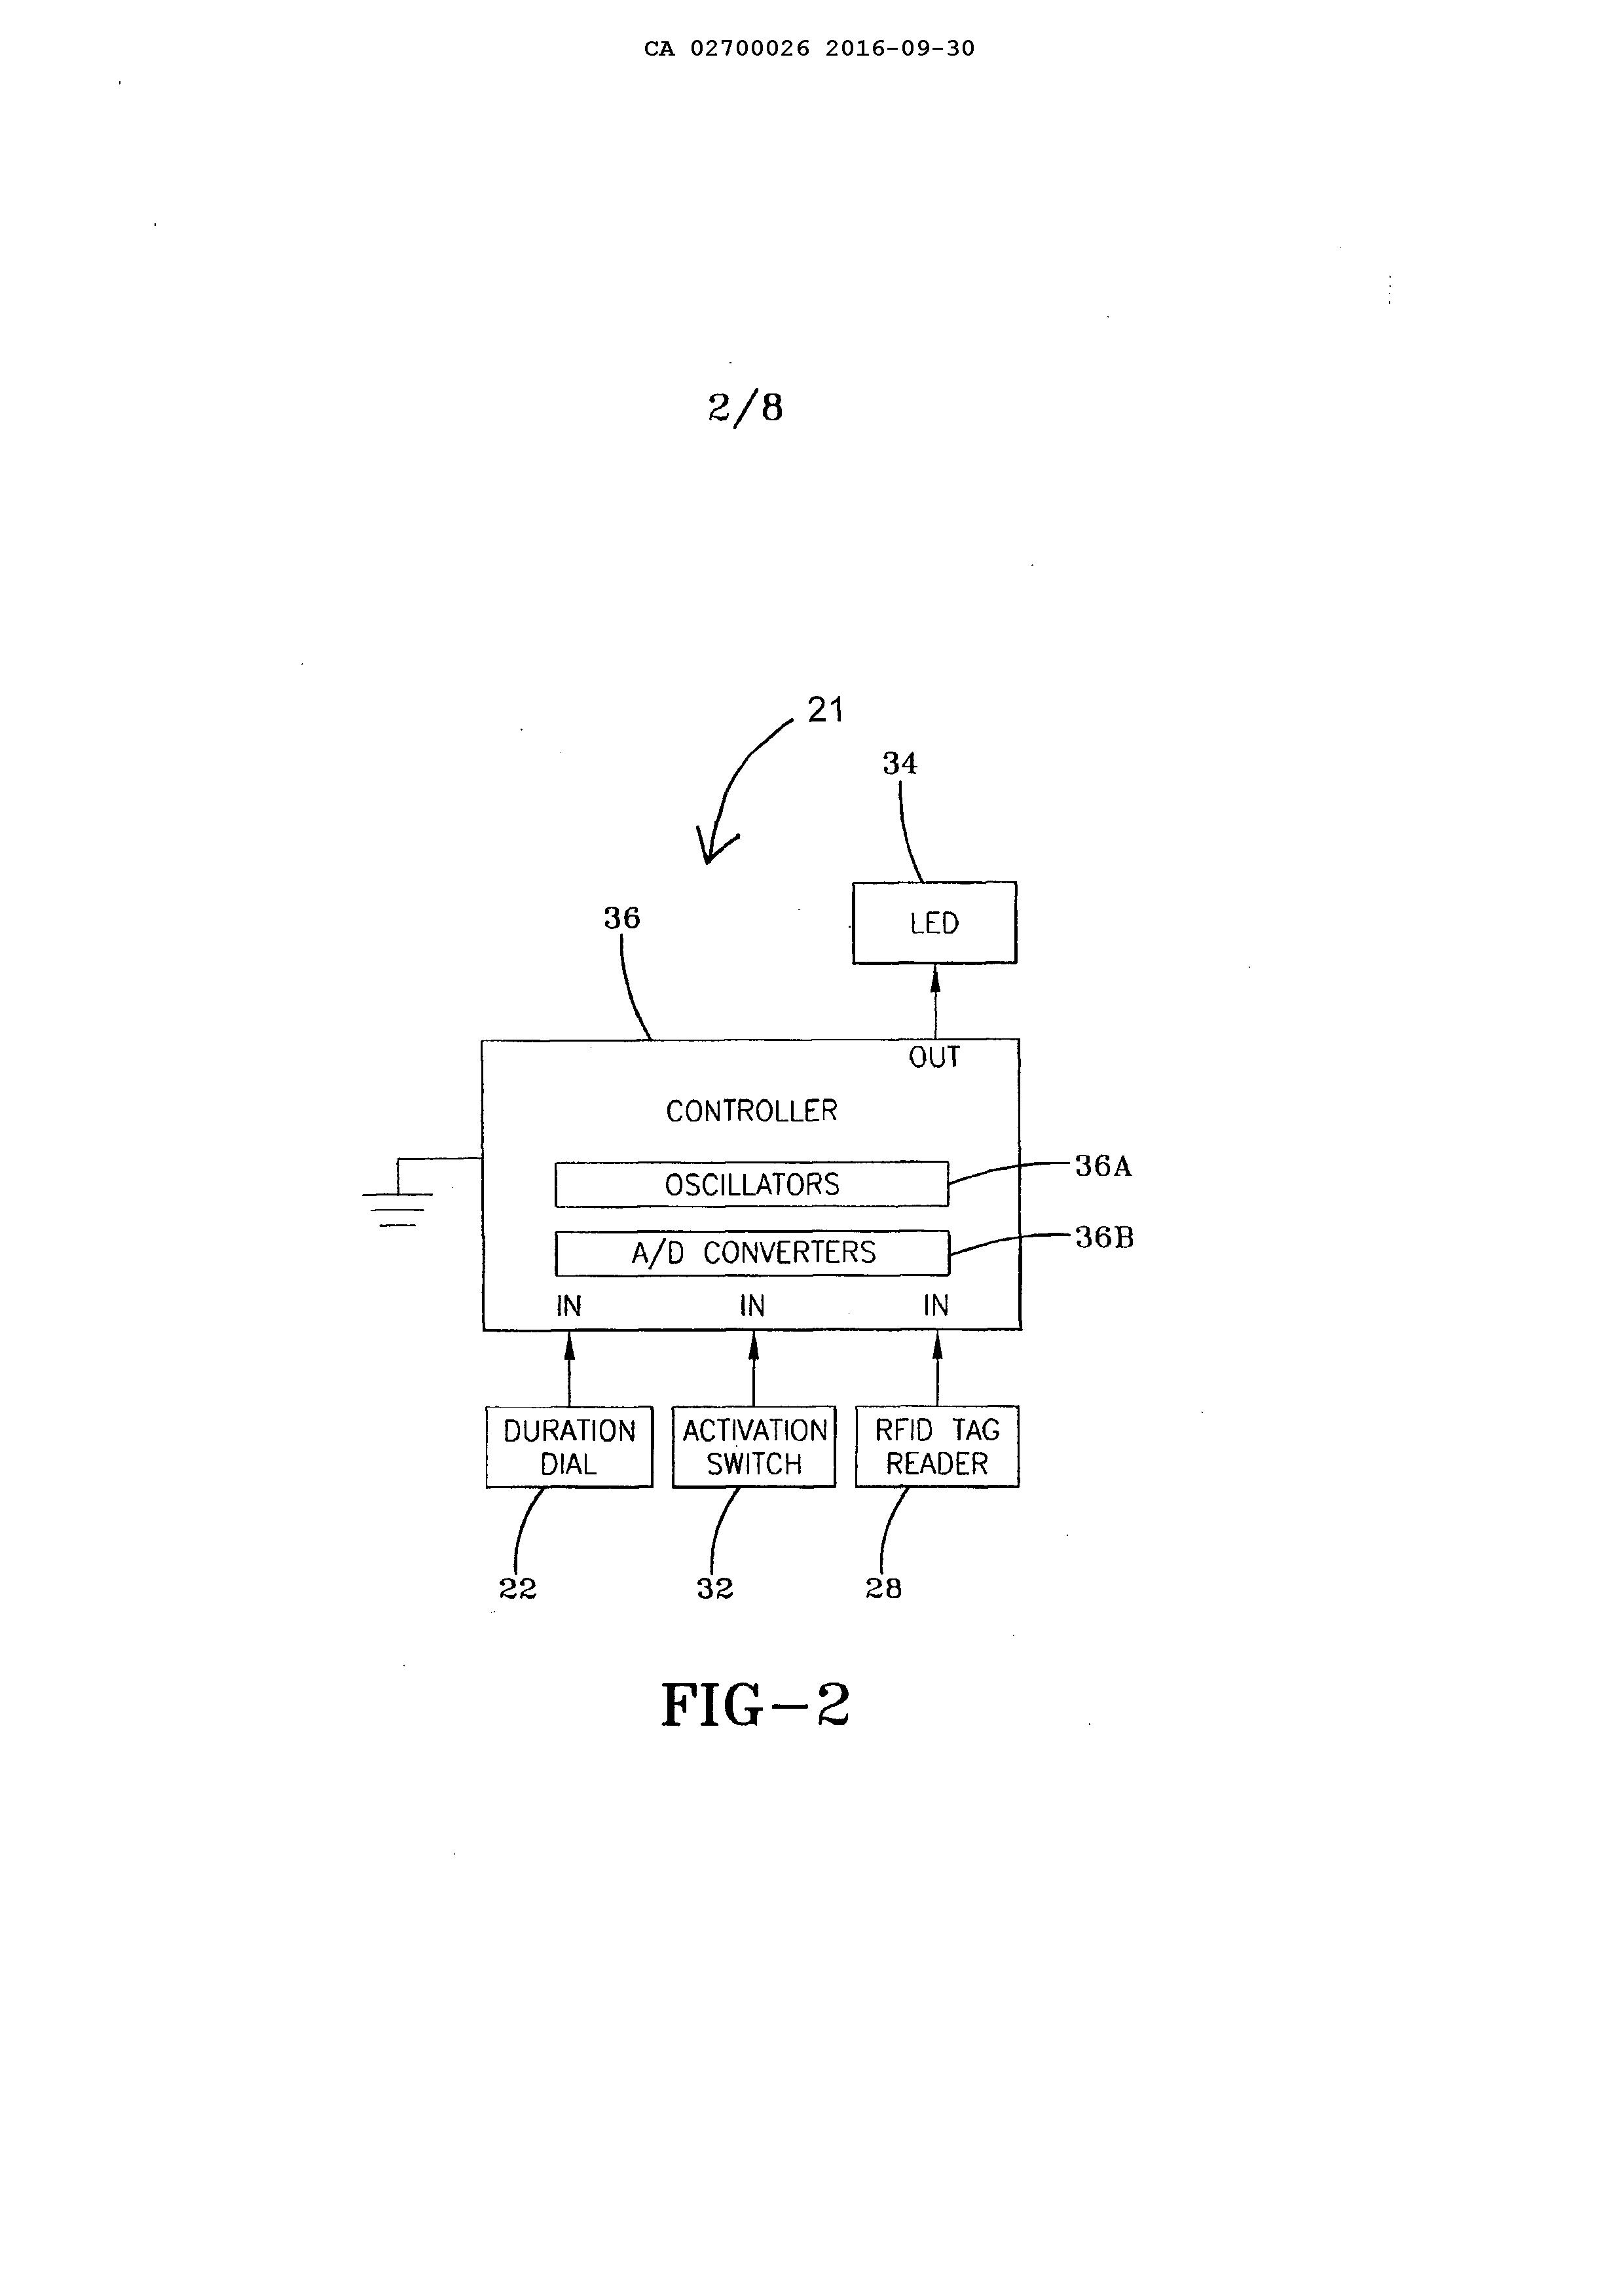 CA 02700026 2016-09-30
2/8
21
34
LED
36
OUT
CONTROLLER
OSCILLATORS
36A
A/D CONVERTERS
36B
IN IN IN
DURATION
DIAL
ACTIVATION
SWITCH
RFID TAG
READER
22 32 28
FIG-2